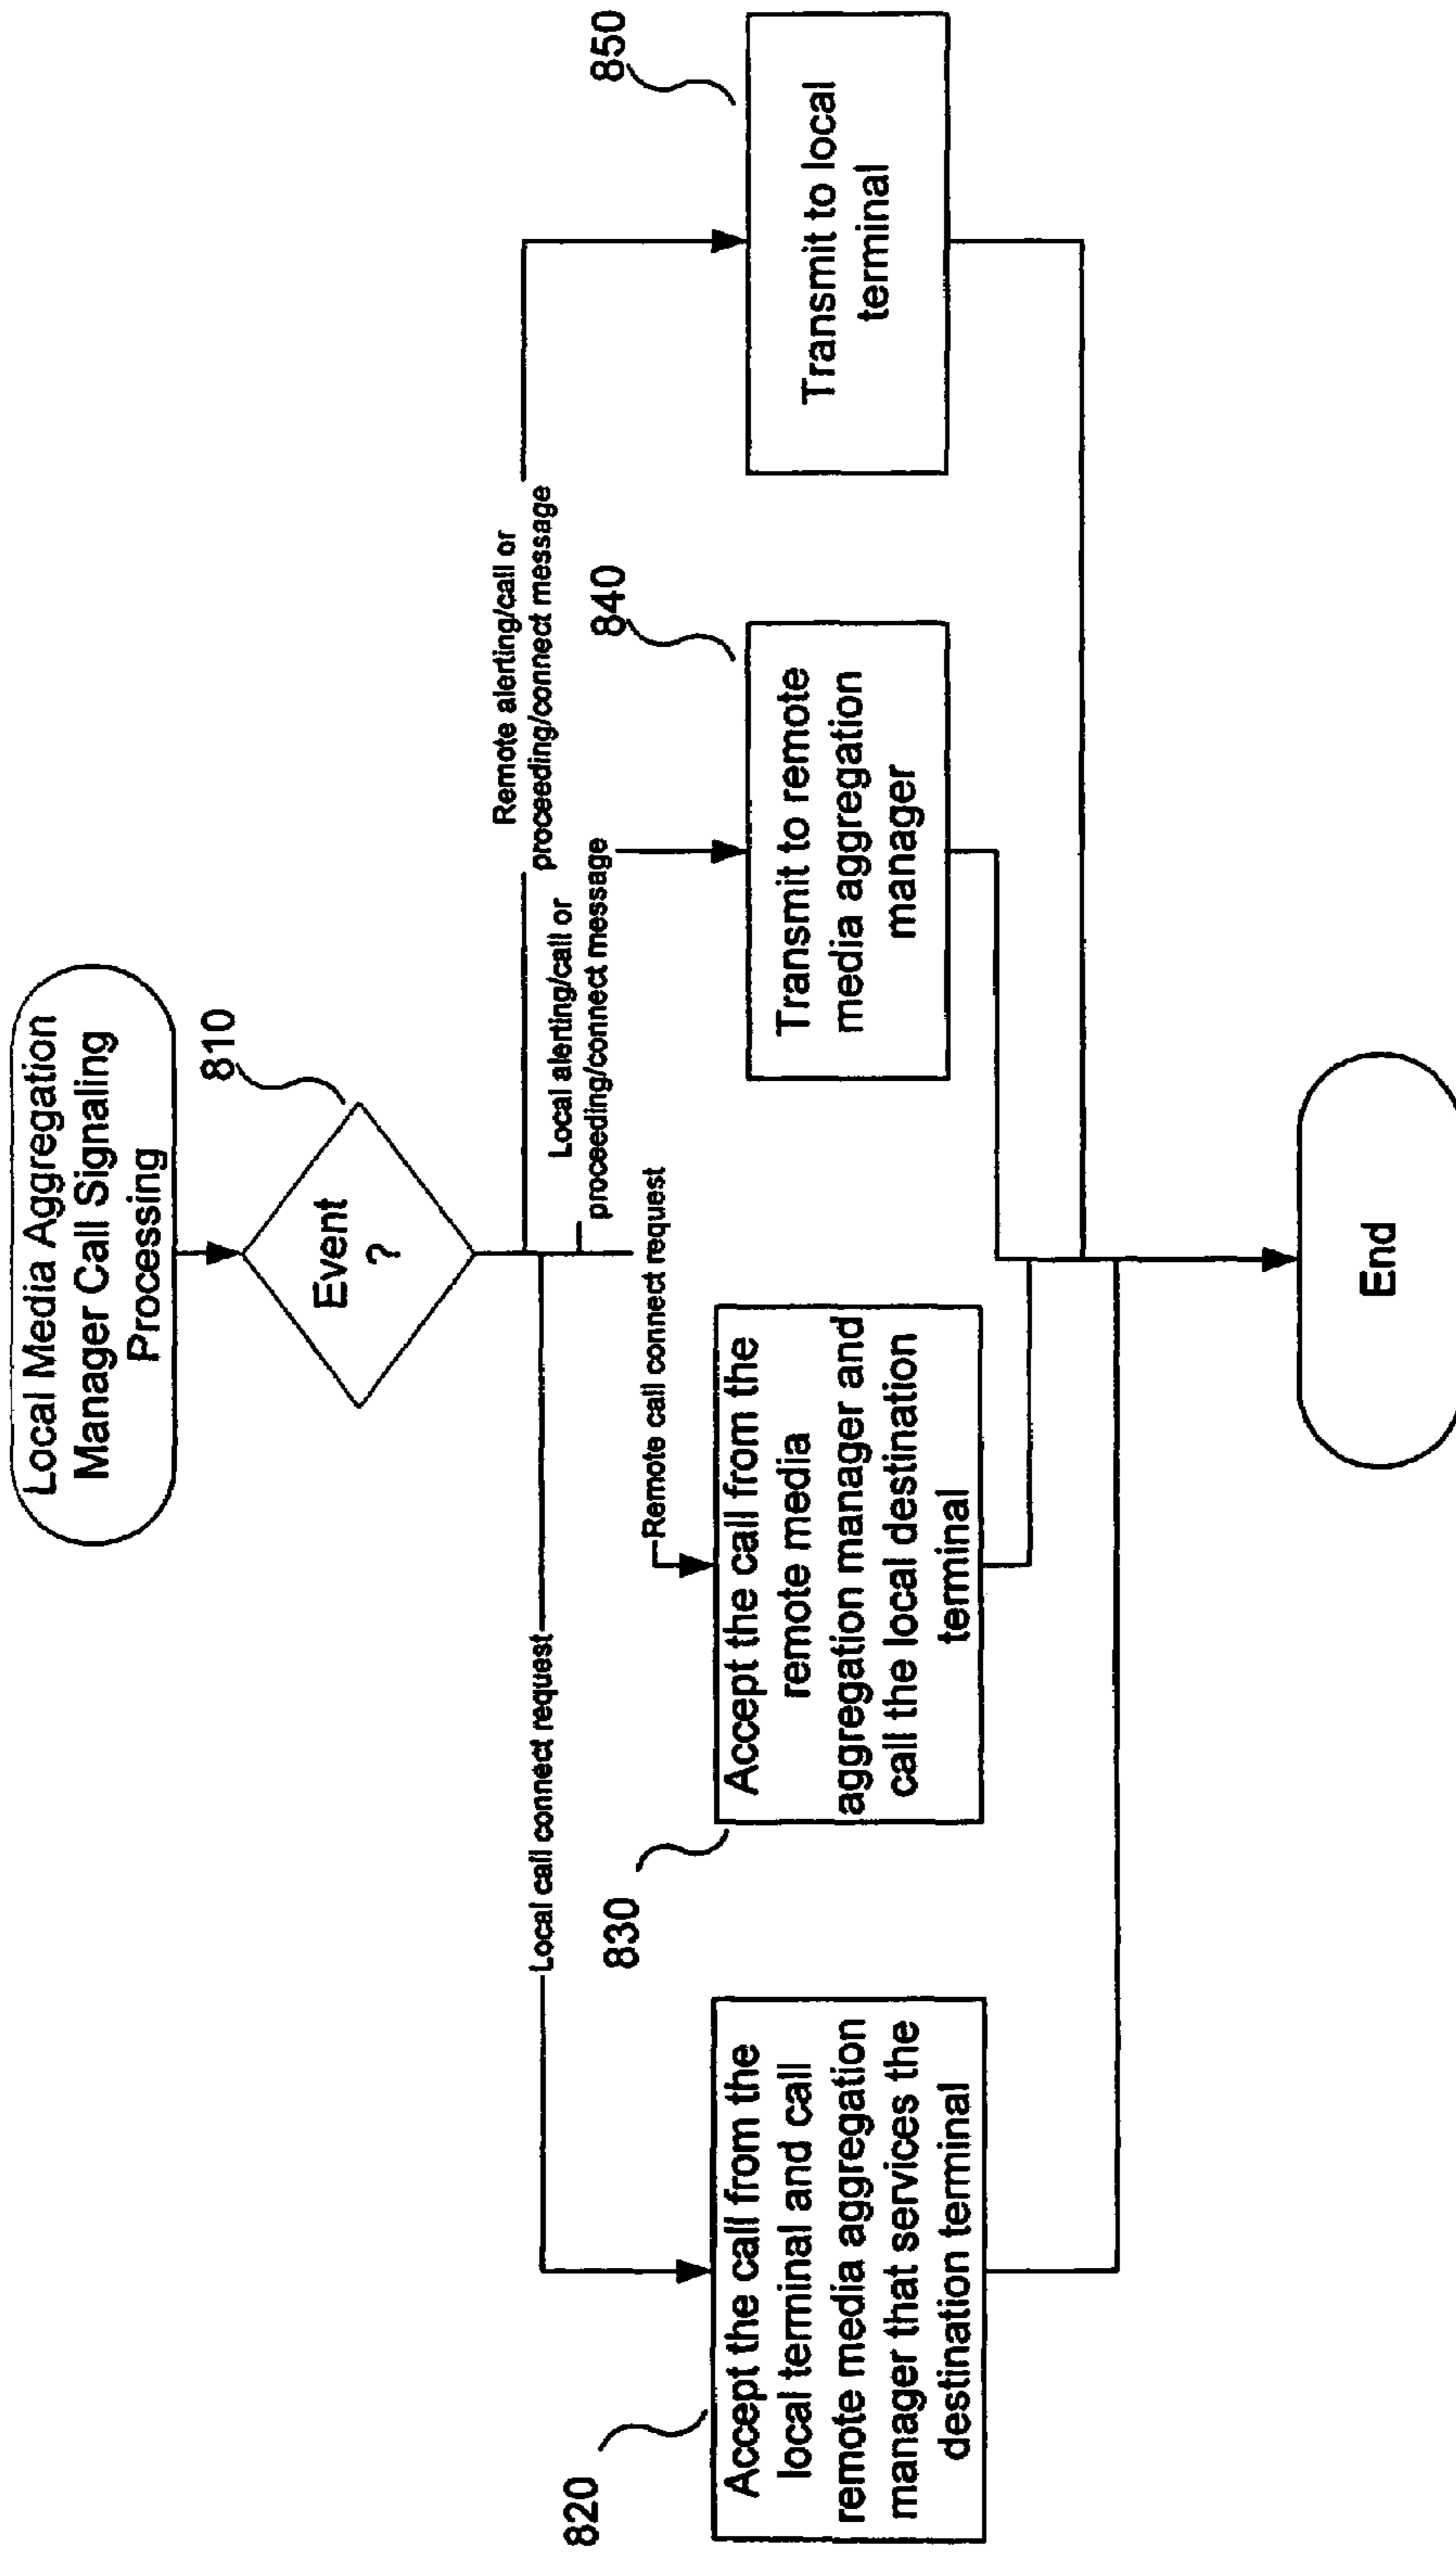 Local Media Aggregation
Manager Call Signaling
Processing
810
Event
?
Local call connect request
Remote call connect request
Local alerting/call or
proceeding/connect message
Remote alerting/call or
proceeding/connect message
820
Accept the call from the
local terminal and call
remote media aggregation
manager that services the
destination terminal
830
Accept the call from the
remote media
aggregation manager and
call the local destination
terminal
840
Transmit to remote
media aggregation
manager
850
Transmit to local
terminal
End